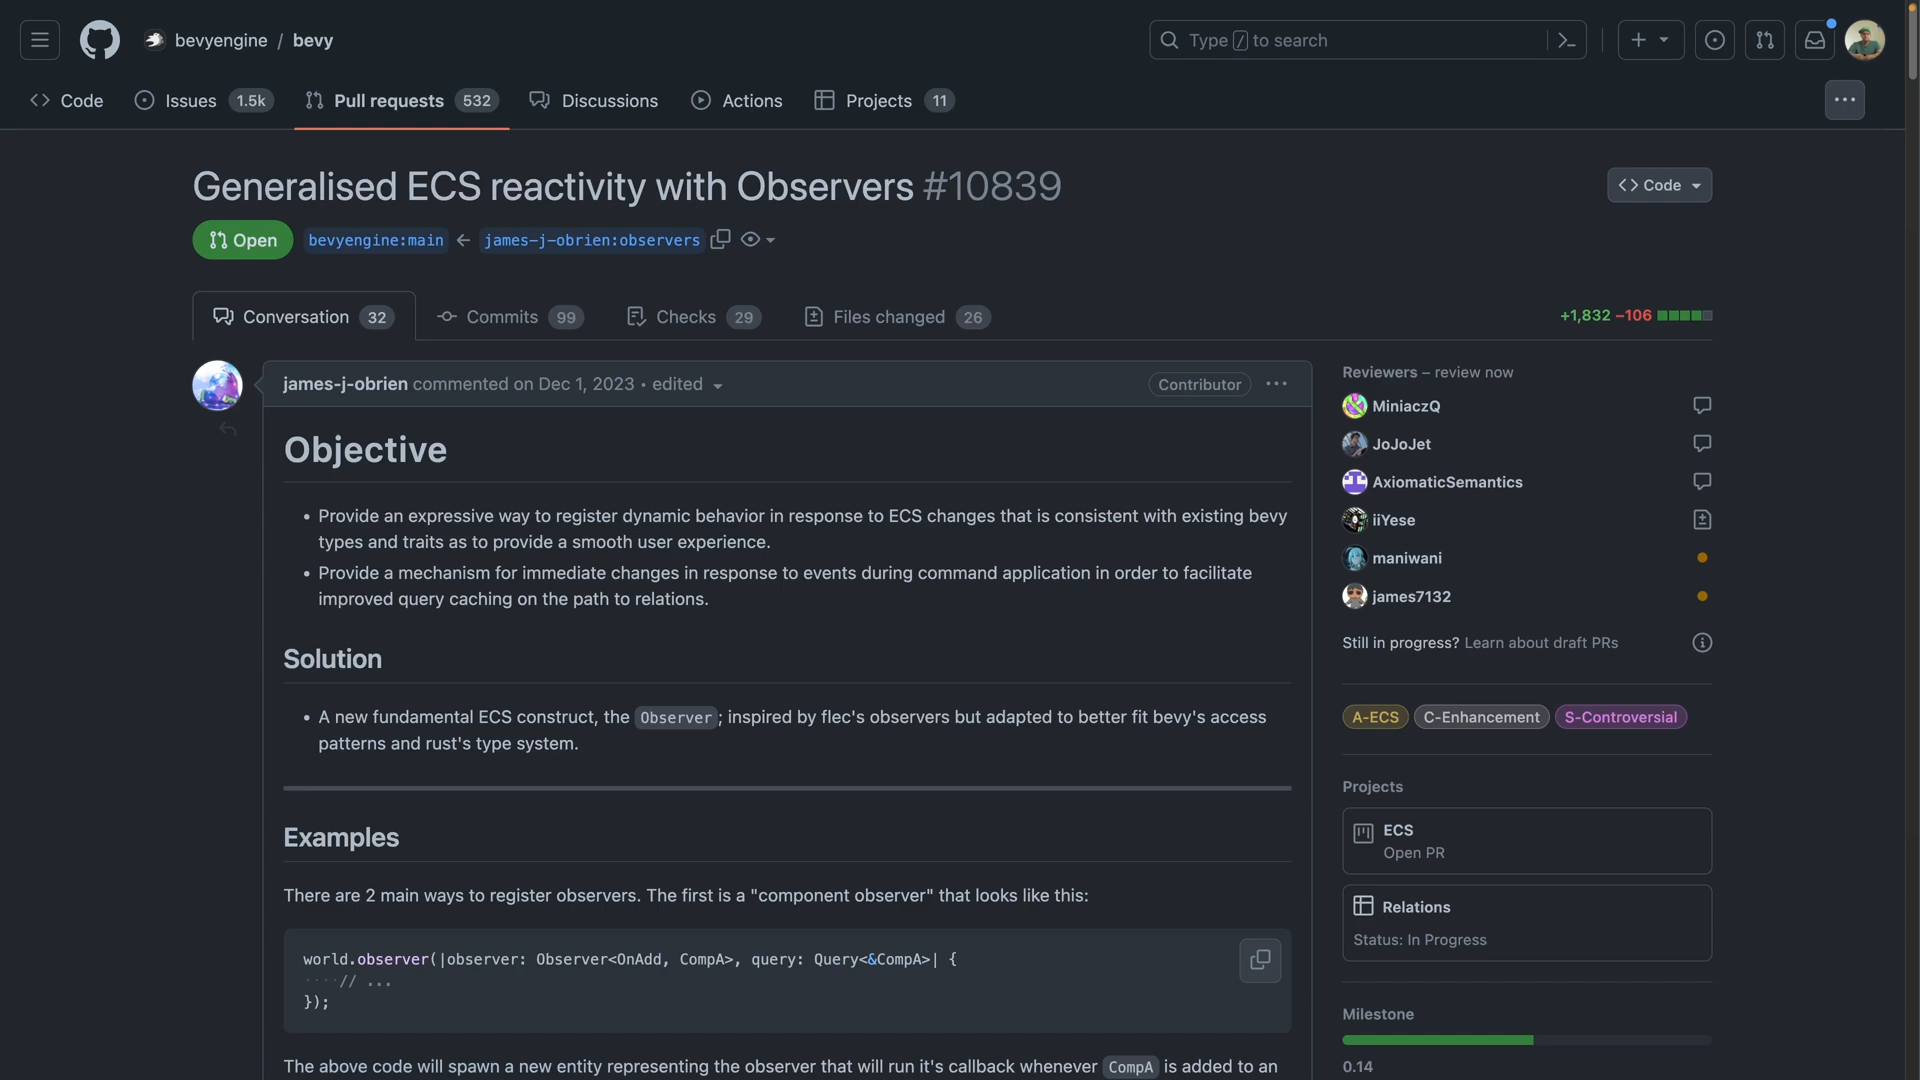 bevyengine / bevy
Type / to search
Code
Issues 1.5k
Pull requests 532
Discussions
Actions
Projects 11
Generalised ECS reactivity with Observers #10839
Code
Open
bevyengine:main ← james-j-obrien:observers
Conversation 32
Commits 99
Checks 29
Files changed 26
+1,832 −106
james-j-obrien commented on Dec 1, 2023 • edited
Contributor
Objective
• Provide an expressive way to register dynamic behavior in response to ECS changes that is consistent with existing bevy
types and traits as to provide a smooth user experience.
• Provide a mechanism for immediate changes in response to events during command application in order to facilitate
improved query caching on the path to relations.
Solution
• A new fundamental ECS construct, the Observer; inspired by flec's observers but adapted to better fit bevy's access
patterns and rust's type system.
Examples
There are 2 main ways to register observers. The first is a "component observer" that looks like this:
world.observer(|observer: Observer<OnAdd, CompA>, query: Query<&CompA>| {
····// ...
});
The above code will spawn a new entity representing the observer that will run it's callback whenever CompA is added to an
Reviewers – review now
MiniaczQ
JoJoJet
AxiomaticSemantics
iiYese
maniwani
james7132
Still in progress? Learn about draft PRs
A-ECS C-Enhancement S-Controversial
Projects
ECS
Open PR
Relations
Status: In Progress
Milestone
0.14